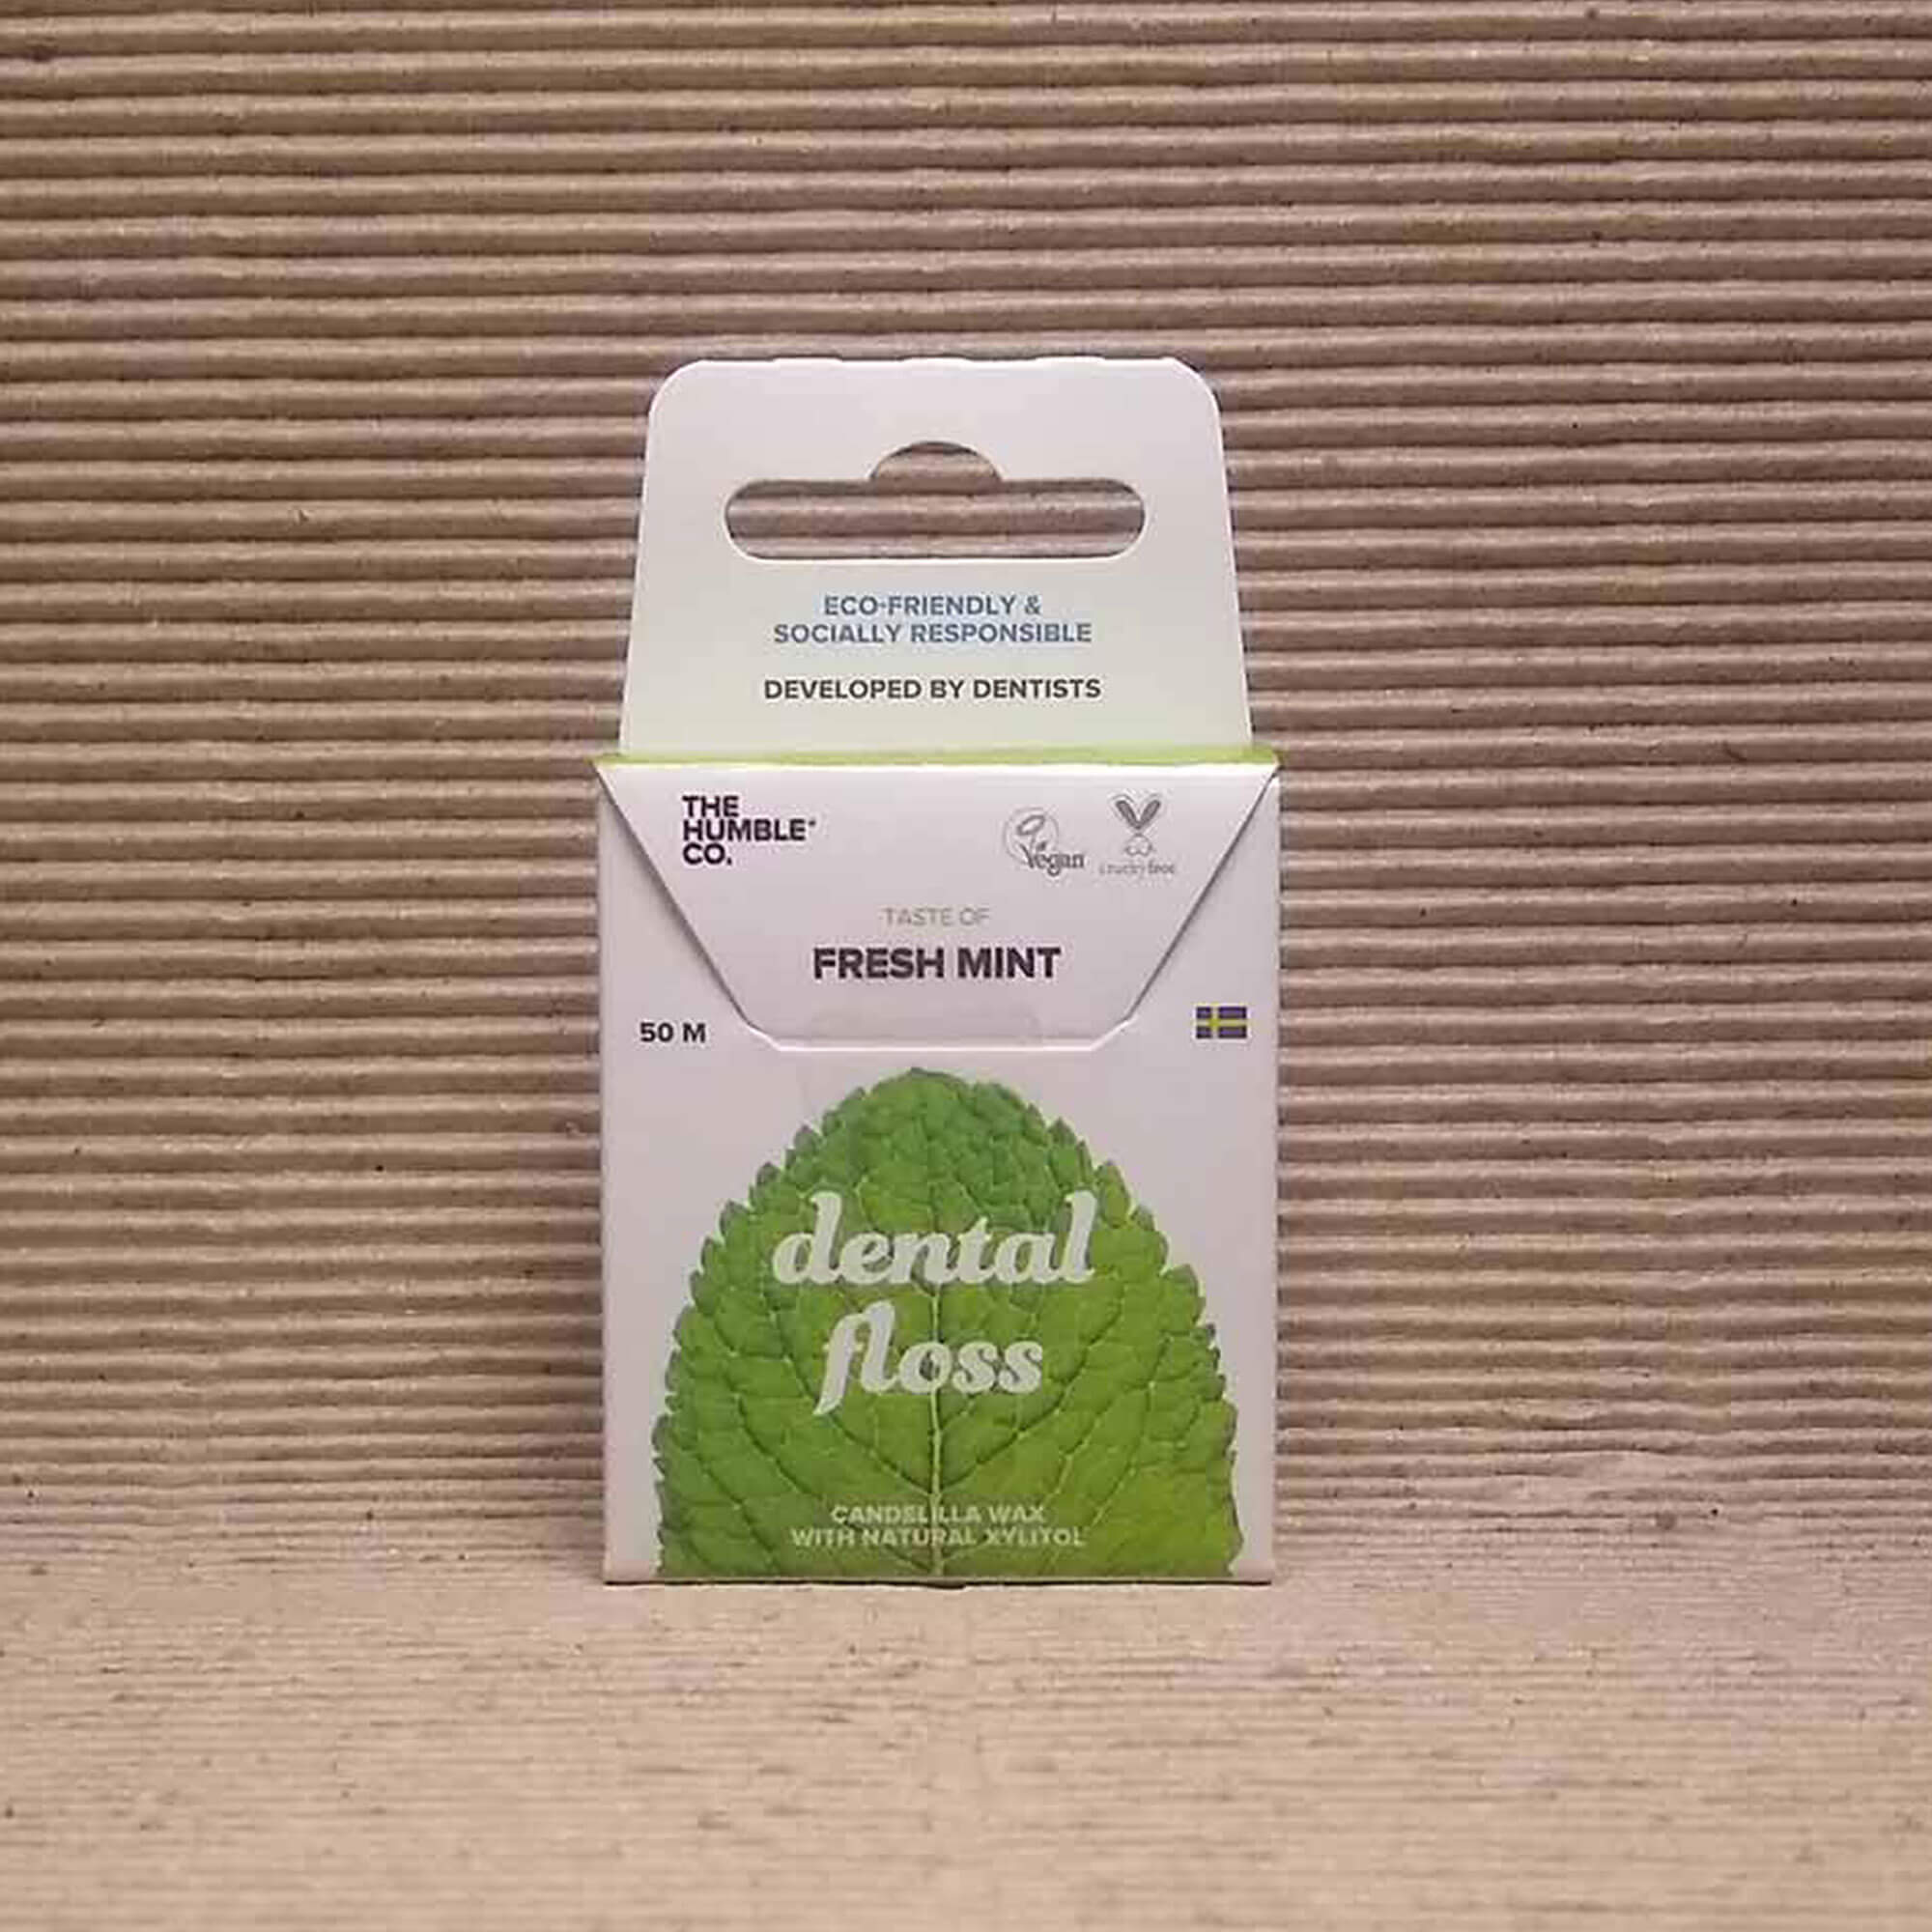 ECO-FRIENDLY &
SOCIALLY RESPONSIBLE
DEVELOPED BY DENTISTS
THE
HUMBLE
CO.
Vegan
cruelty free
TASTE OF
FRESH MINT
50 M
dental
floss
CANDELILLA WAX
WITH NATURAL XYLITOL